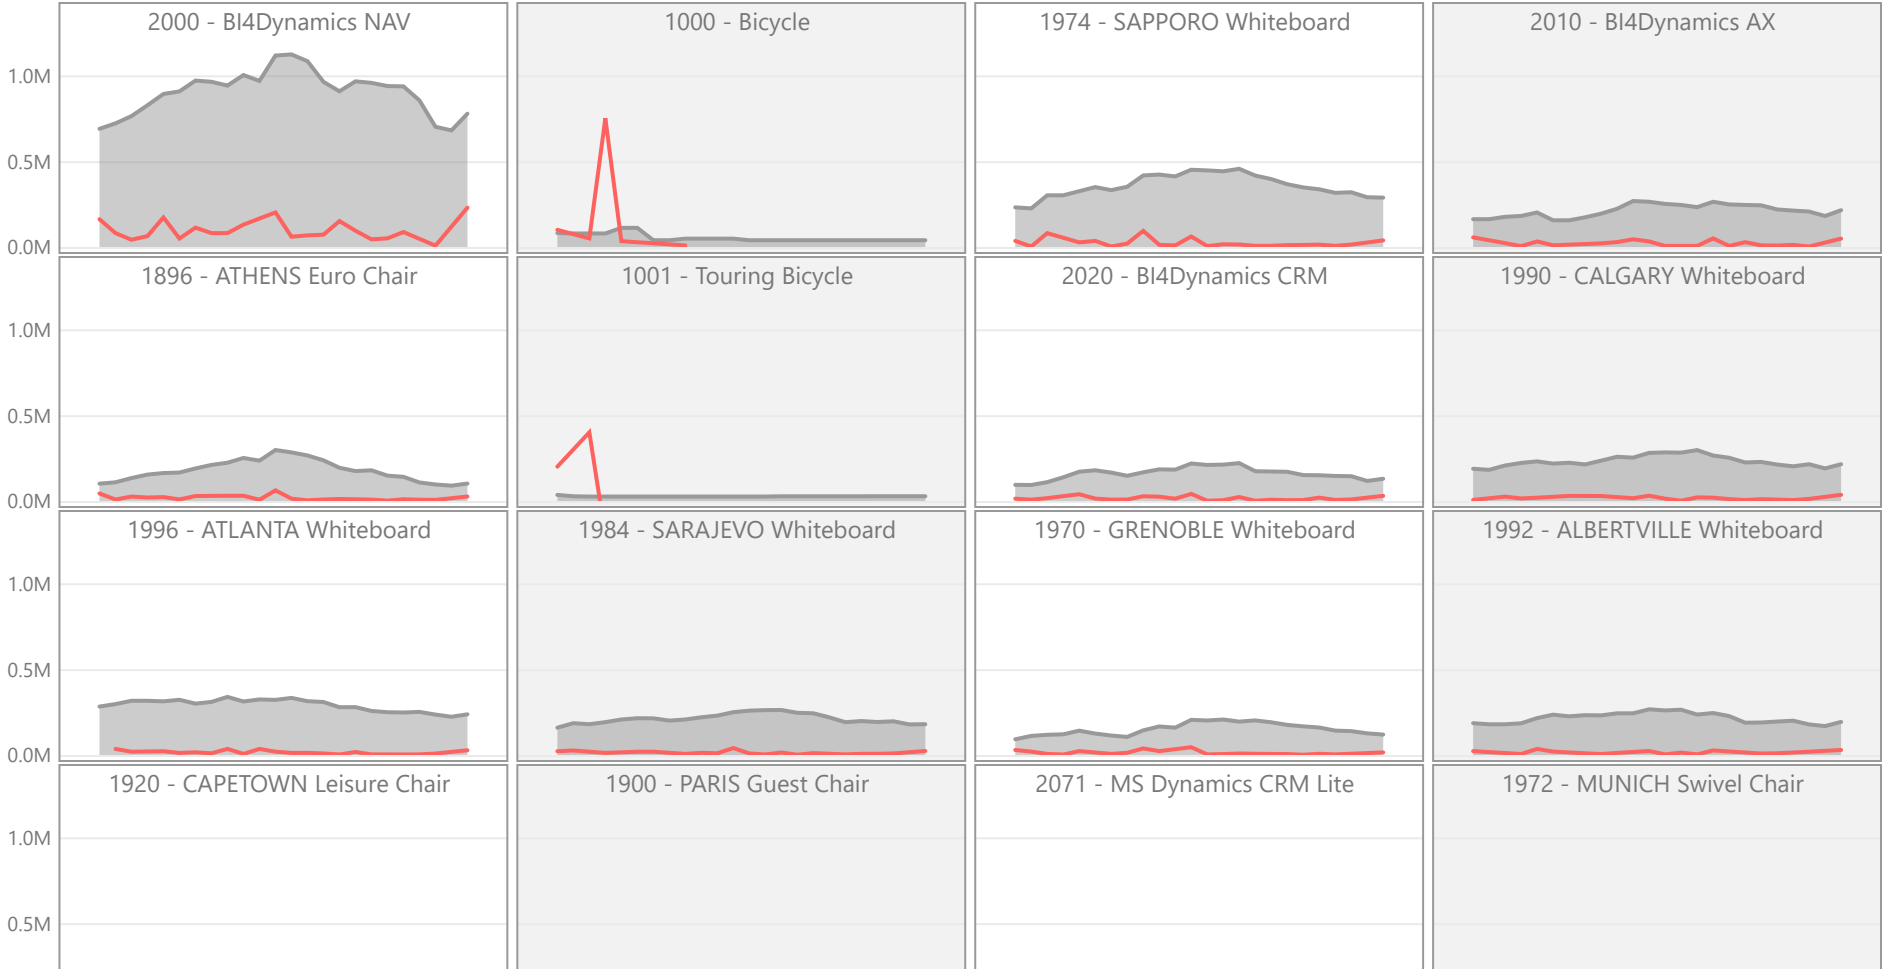 2000 - BI4Dynamics NAV
1000 - Bicycle
1974 - SAPPORO Whiteboard
2010 - BI4Dynamics AX
1.0M
0.5M
0.0M
1896 - ATHENS Euro Chair
1001 - Touring Bicycle
2020 - BI4Dynamics CRM
1990 - CALGARY Whiteboard
1.0M
0.5M
0.0M
1996 - ATLANTA Whiteboard
1984 - SARAJEVO Whiteboard
1970 - GRENOBLE Whiteboard
1992 - ALBERTVILLE Whiteboard
1.0M
0.5M
0.0M
1920 - CAPETOWN Leisure Chair
1900 - PARIS Guest Chair
2071 - MS Dynamics CRM Lite
1972 - MUNICH Swivel Chair
1.0M
0.5M